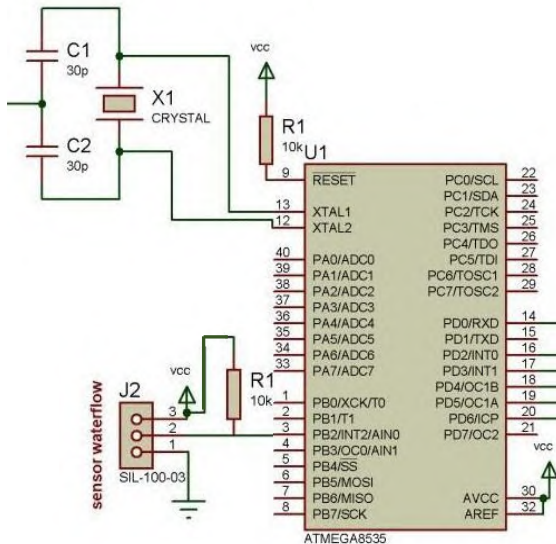 C1
30p
C2
30p
X1
CRYSTAL
vcc
R1
10k
U1
9
RESET
13
XTAL1
12
XTAL2
40
PA0/ADC0
39
PA1/ADC1
38
PA2/ADC2
37
PA3/ADC3
36
PA4/ADC4
35
PA5/ADC5
34
PA6/ADC6
33
PA7/ADC7
1
PB0/XCK/T0
2
PB1/T1
3
PB2/INT2/AIN0
4
PB3/OC0/AIN1
5
PB4/SS
6
PB5/MOSI
7
PB6/MISO
8
PB7/SCK
PC0/SCL
22
PC1/SDA
23
PC2/TCK
24
PC3/TMS
25
PC4/TDO
26
PC5/TDI
27
PC6/TOSC1
28
PC7/TOSC2
29
PD0/RXD
14
PD1/TXD
15
PD2/INT0
16
PD3/INT1
17
PD4/OC1B
18
PD5/OC1A
19
PD6/ICP
20
PD7/OC2
21
AVCC
30
AREF
32
vcc
ATMEGA8535
vcc
R1
10k
J2
3
2
1
SIL-100-03
sensor waterflow